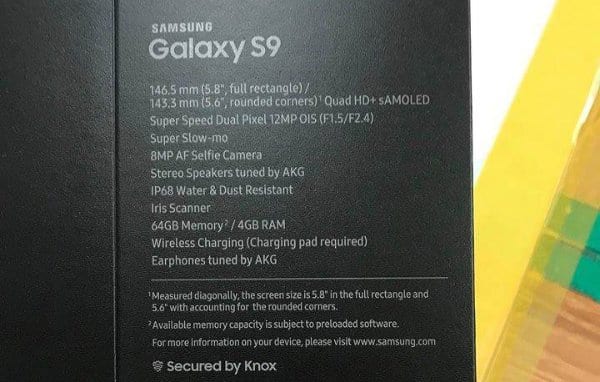 SAMSUNG
Galaxy S9
146.5 mm (5.8", full rectangle) /
143.3 mm (5.6", rounded corners)¹ Quad HD+ sAMOLED
Super Speed Dual Pixel 12MP OIS (F1.5/F2.4)
Super Slow-mo
8MP AF Selfie Camera
Stereo Speakers tuned by AKG
IP68 Water & Dust Resistant
Iris Scanner
64GB Memory² / 4GB RAM
Wireless Charging (Charging pad required)
Earphones tuned by AKG
¹Measured diagonally, the screen size is 5.8" in the full rectangle and
5.6" with accounting for the rounded corners.
²Available memory capacity is subject to preloaded software.
For more information on your device, please visit www.samsung.com
Secured by Knox